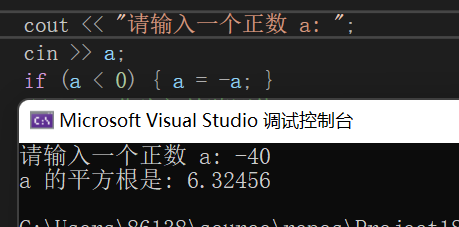 cout << "请输入一个正数 a: ";
cin >> a;
if (a < 0) { a = -a; }
Microsoft Visual Studio 调试控制台
请输入一个正数 a: -40
a 的平方根是: 6.32456